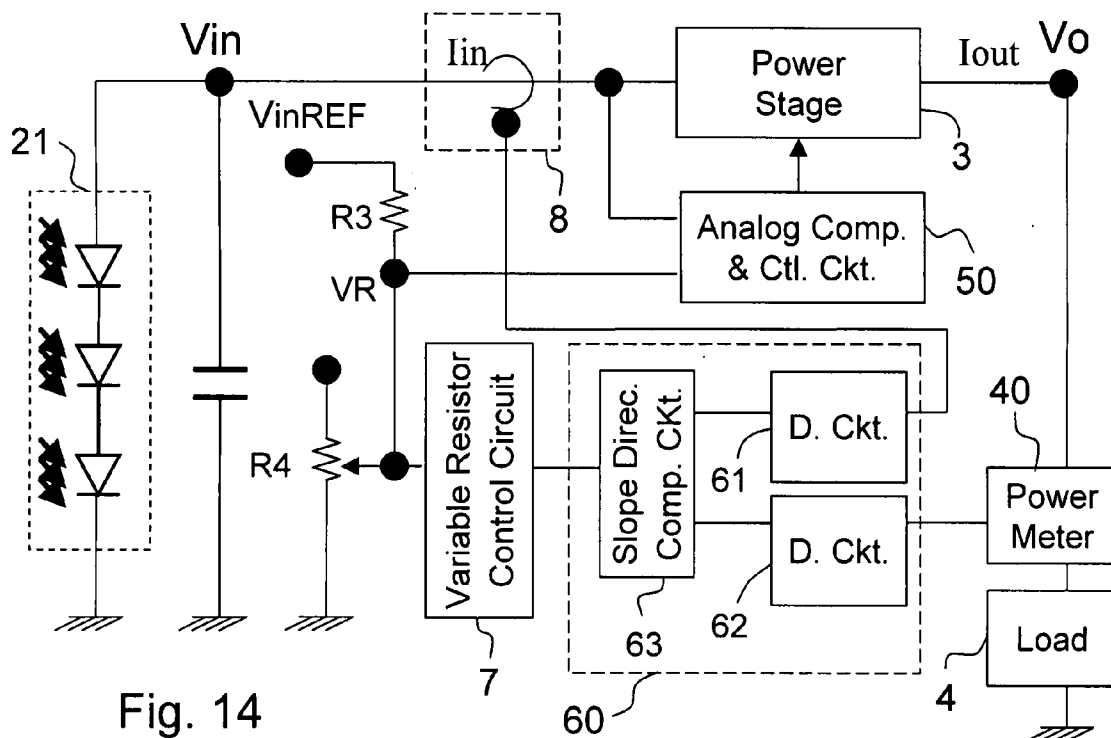 Vin
Iin
Power
Stage
Iout
Vo
VinREF
21
3
R3
8
Analog Comp.
& Ctl. Ckt.
VR
50
Variable Resistor
Control Circuit
Slope Direc.
Comp. CKt.
D. Ckt.
40
R4
61
Power
Meter
D. Ckt.
62
63
Load
7
4
60
Fig. 14